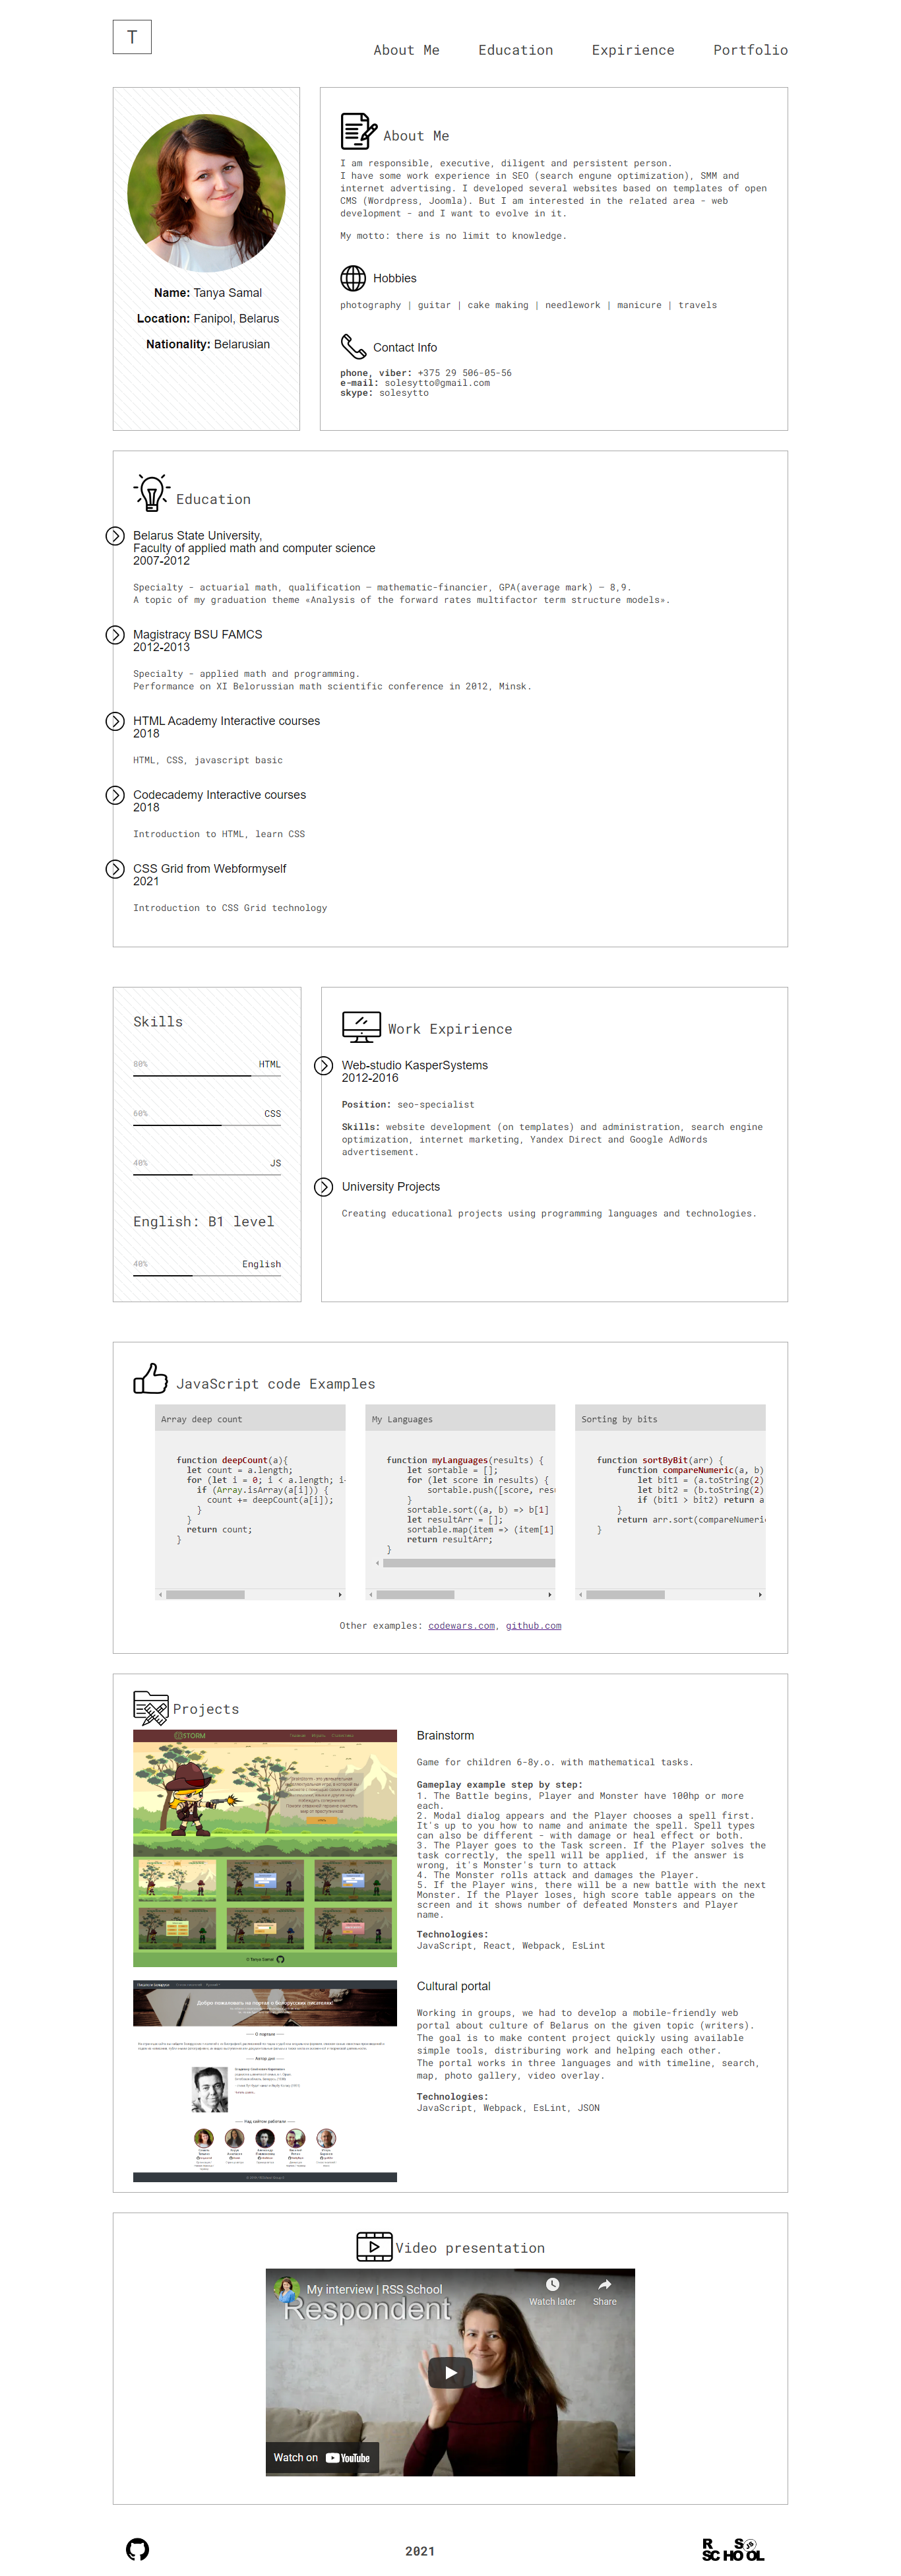 T
About Me
Education
Expirience
Portfolio
Name: Tanya Samal
Location: Fanipol, Belarus
Nationality: Belarusian
About Me
I am responsible, executive, diligent and persistent person.
I have some work experience in SEO (search engune optimization), SMM and
internet advertising. I developed several websites based on templates of open
CMS (Wordpress, Joomla). But I am interested in the related area - web
development - and I want to evolve in it.
My motto: there is no limit to knowledge.
Hobbies
photography | guitar | cake making | needlework | manicure | travels
Contact Info
phone, viber: +375 29 506-05-56
e-mail: solesytto@gmail.com
skype: solesytto
Education
Belarus State University,
Faculty of applied math and computer science
2007-2012
Specialty - actuarial math, qualification – mathematic-financier, GPA(average mark) – 8,9.
A topic of my graduation theme «Analysis of the forward rates multifactor term structure models».
Magistracy BSU FAMCS
2012-2013
Specialty - applied math and programming.
Performance on XI Belorussian math scientific conference in 2012, Minsk.
HTML Academy Interactive courses
2018
HTML, CSS, javascript basic
Codecademy Interactive courses
2018
Introduction to HTML, learn CSS
CSS Grid from Webformyself
2021
Introduction to CSS Grid technology
Skills
80% HTML
60% CSS
40% JS
English: B1 level
40% English
Work Expirience
Web-studio KasperSystems
2012-2016
Position: seo-specialist
Skills: website development (on templates) and administration, search engine
optimization, internet marketing, Yandex Direct and Google AdWords
advertisement.
University Projects
Creating educational projects using programming languages and technologies.
JavaScript code Examples
Array deep count
function deepCount(a){
let count = a.length;
for (let i = 0; i < a.length; i
if (Array.isArray(a[i])) {
count += deepCount(a[i]);
}
}
return count;
}
My Languages
function myLanguages(results) {
let sortable = [];
for (let score in results) {
sortable.push([score, resu
}
sortable.sort((a, b) => b[1]
let resultArr = [];
sortable.map(item => (item[1]
return resultArr;
}
Sorting by bits
function sortByBit(arr) {
function compareNumeric(a, b)
let bit1 = (a.toString(2)
let bit2 = (b.toString(2)
if (bit1 > bit2) return a
}
return arr.sort(compareNumeri
}
Other examples: codewars.com, github.com
Projects
STORM
Brainstorm
Game for children 6-8y.o. with mathematical tasks.
Gameplay example step by step:
1. The Battle begins, Player and Monster have 100hp or more
each.
2. Modal dialog appears and the Player chooses a spell first.
It's up to you how to name and animate the spell. Spell types
can also be different - with damage or heal effect or both.
3. The Player goes to the Task screen. If the Player solves the
task correctly, the spell will be applied, if the answer is
wrong, it's Monster's turn to attack
4. The Monster rolls attack and damages the Player.
5. If the Player wins, there will be a new battle with the next
Monster. If the Player loses, high score table appears on the
screen and it shows number of defeated Monsters and Player
name.
Technologies:
JavaScript, React, Webpack, EsLint
Добро пожаловать на портал о белорусских писателях!
О портале
Автор дня
Над сайтом работали
Cultural portal
Working in groups, we had to develop a mobile-friendly web
portal about culture of Belarus on the given topic (writers).
The goal is to make content project quickly using available
simple tools, distriburing work and helping each other.
The portal works in three languages and with timeline, search,
map, photo gallery, video overlay.
Technologies:
JavaScript, Webpack, EsLint, JSON
Video presentation
My interview | RSS School
Watch later
Share
Respondent
Watch on YouTube
2021
RS
SCHOOL